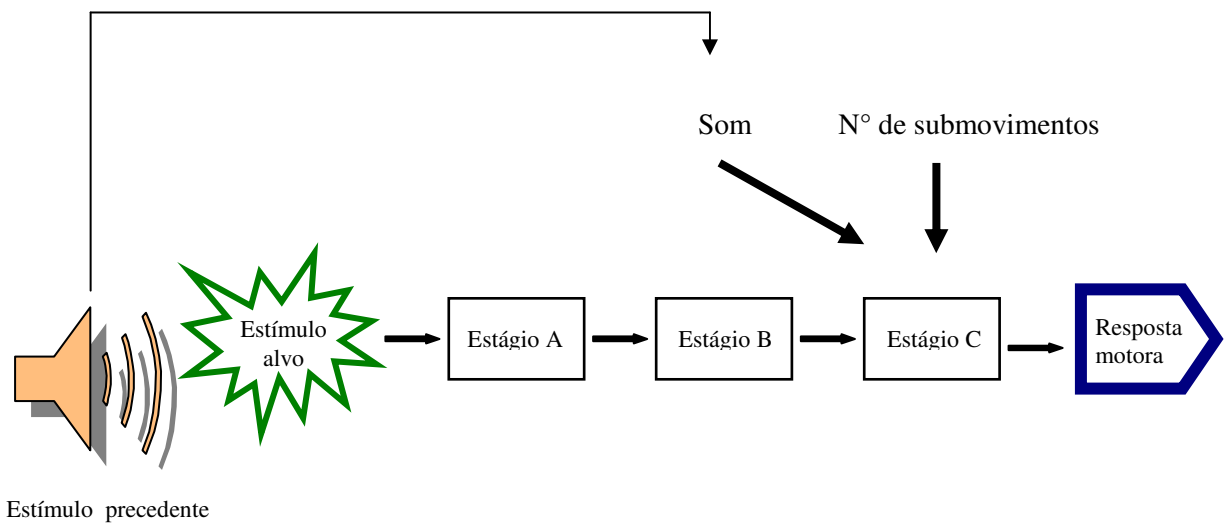 Som
N° de submovimentos
Estímulo
alvo
Estágio A
Estágio B
Estágio C
Resposta
motora
Estímulo precedente